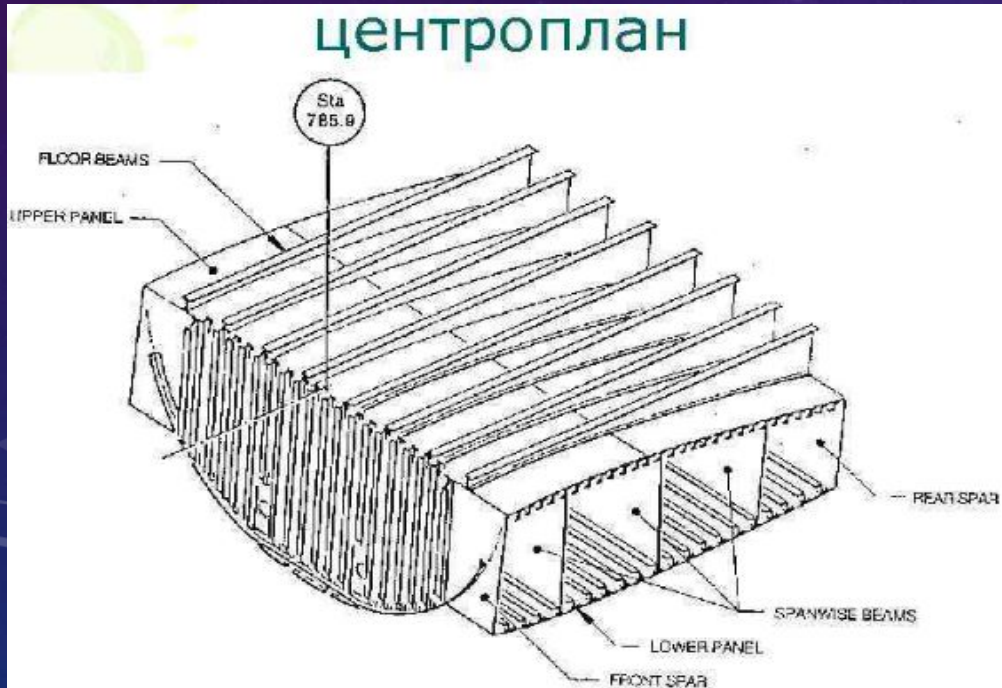 центроплан
Sta
785.9
FLOOR BEAMS
UPPER PANEL
REAR SPAR
SPANWISE BEAMS
LOWER PANEL
FRONT SPAR